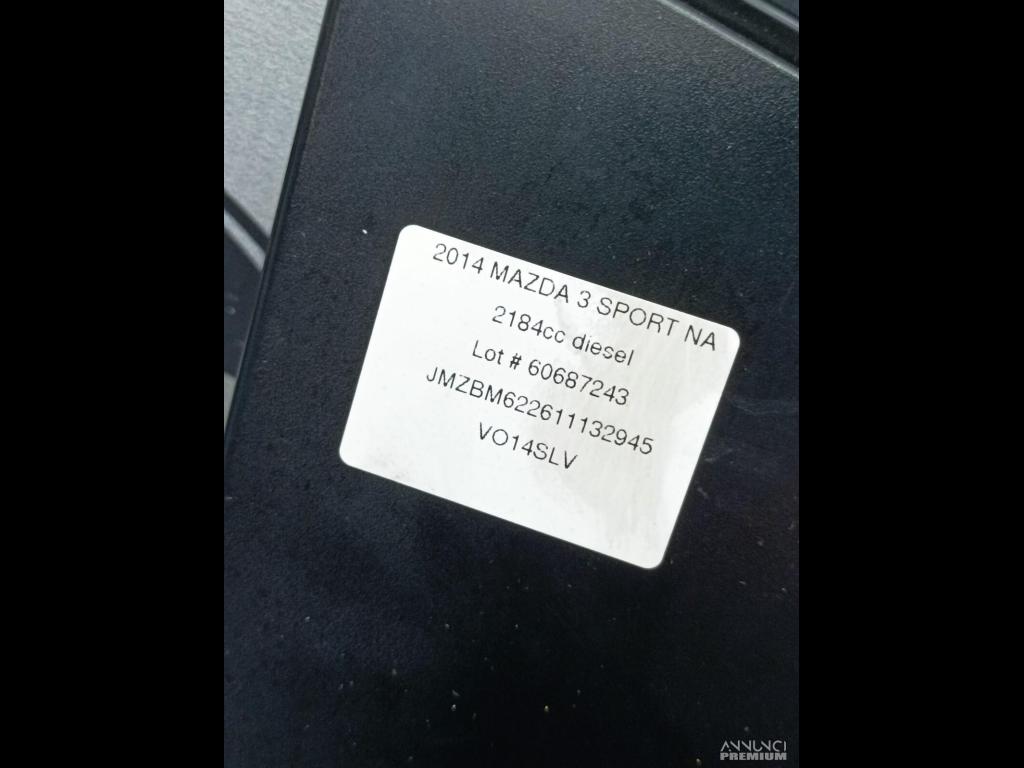 2014 MAZDA 3 SPORT NA
2184cc diesel
Lot # 60687243
JMZBM622611132945
VO14SLV
ANNUNCI
PREMIUM